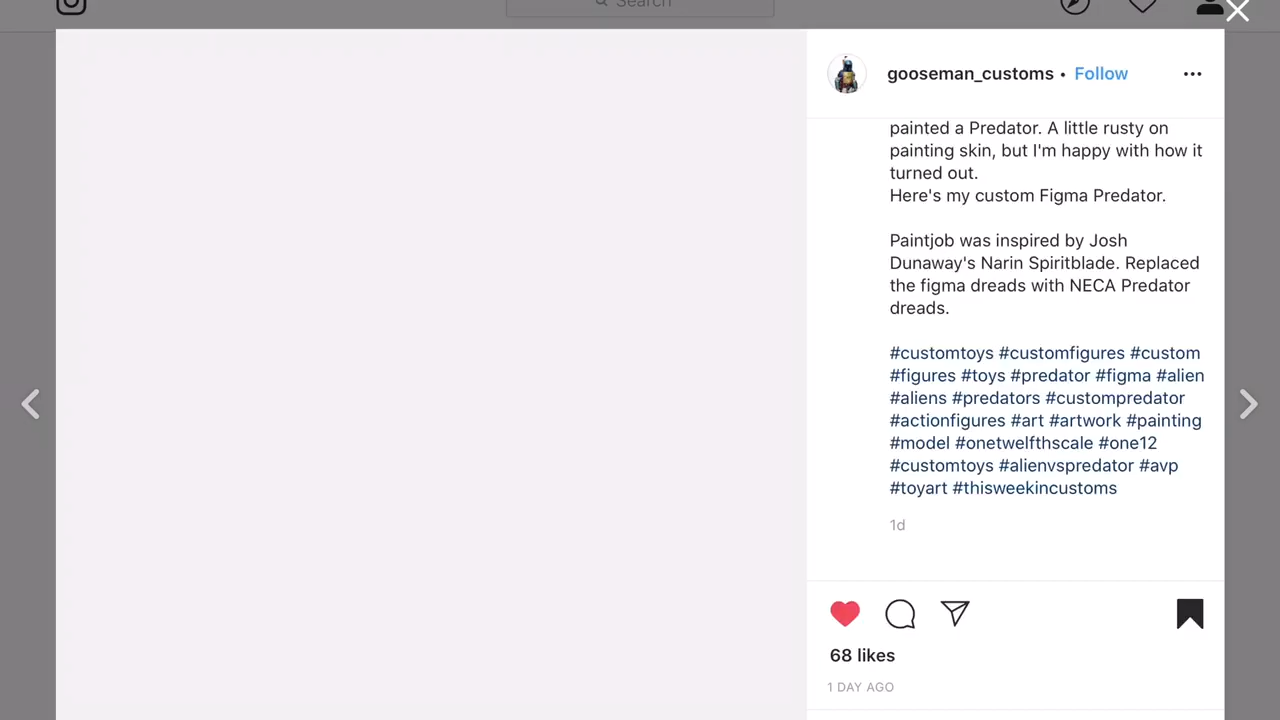 Search
gooseman_customs • Follow
painted a Predator. A little rusty on
painting skin, but I'm happy with how it
turned out.
Here's my custom Figma Predator.
Paintjob was inspired by Josh
Dunaway's Narin Spiritblade. Replaced
the figma dreads with NECA Predator
dreads.
#customtoys #customfigures #custom
#figures #toys #predator #figma #alien
#aliens #predators #custompredator
#actionfigures #art #artwork #painting
#model #onetwelfthscale #one12
#customtoys #alienvspredator #avp
#toyart #thisweekincustoms
1d
68 likes
1 DAY AGO